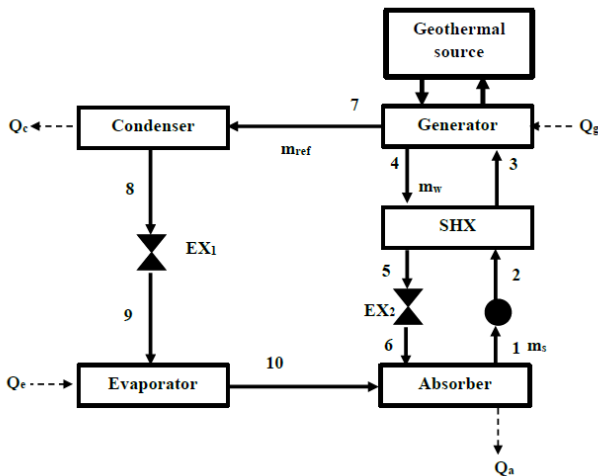 Geothermal
source
7
Qc
Condenser
Generator
Qg
mref
4
3
8
mw
SHX
EX1
5
2
9
EX2
6
1
ms
10
Qe
Evaporator
Absorber
Qa